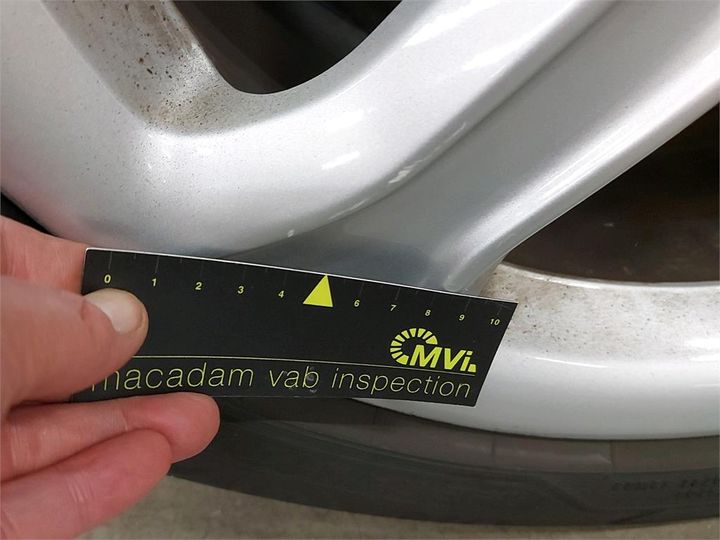 0 1 2 3 4 6 7 8 9 10
MVi.
macadam vab inspection